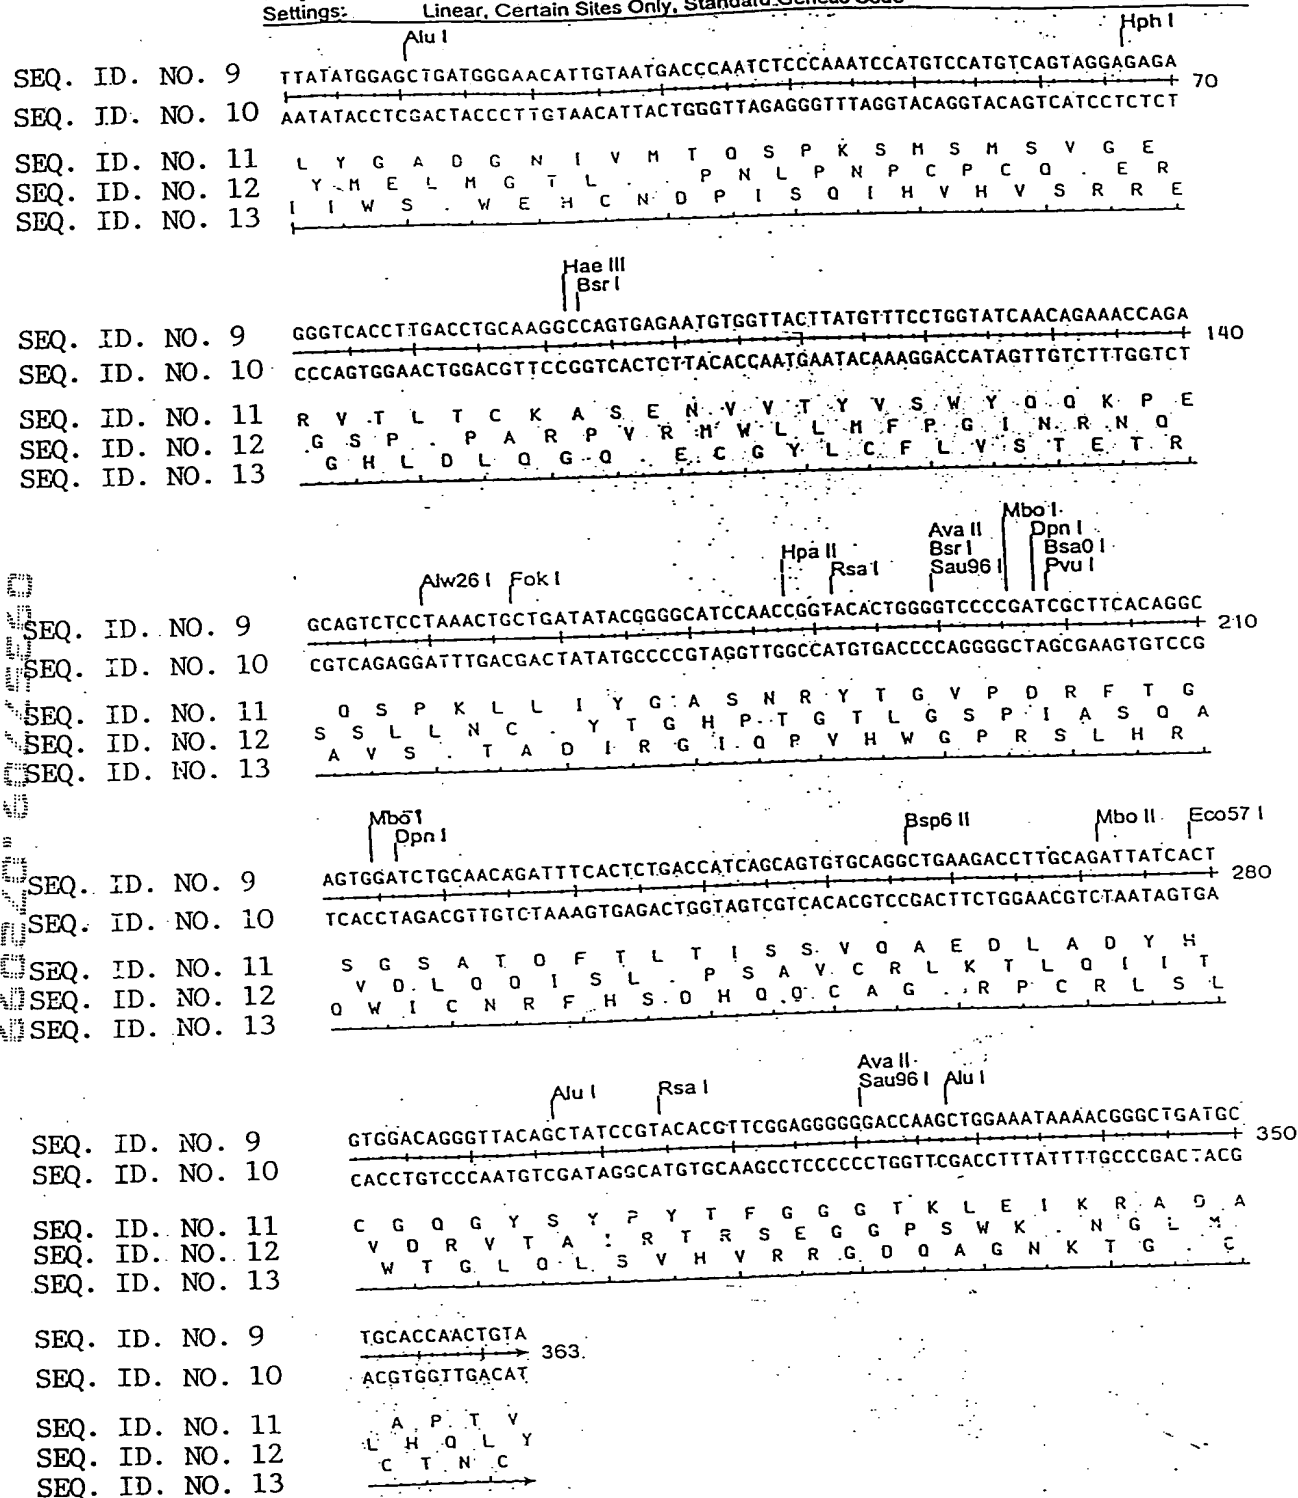 Settings: Linear, Certain Sites Only, Standard Genetic Code
Alu I Hph I
SEQ. ID. NO. 9 TTATATGGAGCTGATGGGAACATTGTAATGACCCAATCTCCCAAATCCATGTCCATGTCAGTAGGAGAGA
70
SEQ. ID. NO. 10 AATATACCTCGACTACCCTTGTAACATTACTGGGTTAGAGGGTTTAGGTACAGGTACAGTCATCCTCTCT
SEQ. ID. NO. 11 L Y G A D G N I V M T Q S P K S M S M S V G E
SEQ. ID. NO. 12 Y M E L M G T L . . P N L P N P C P C Q . E R
SEQ. ID. NO. 13 I I W S . W E H C N D P I S Q I H V H V S R R E
Hae III
Bsr I
SEQ. ID. NO. 9 GGGTCACCTTGACCTGCAAGGCCAGTGAGAATGTGGTTACTTATGTTTCCTGGTATCAACAGAAACCAGA
140
SEQ. ID. NO. 10 CCCAGTGGAACTGGACGTTCCGGTCACTCTTACACCAATGAATACAAAGGACCATAGTTGTCTTTGGTCT
SEQ. ID. NO. 11 R V T L T C K A S E N V V T Y V S W Y Q Q K P E
SEQ. ID. NO. 12 G S P . P A R P V R M W L L M F P G I N R N Q
SEQ. ID. NO. 13 G H L D L Q G Q . E C G Y L C F L V S T E T R
Mbo I
Ava II Dpn I
Hpa II Bsr I BsaO I
Alw26 I Fok I Rsa I Sau96 I Pvu I
SEQ. ID. NO. 9 GCAGTCTCCTAAACTGCTGATATACGGGGCATCCAACCGGTACACTGGGGTCCCCGATCGCTTCACAGGC
210
SEQ. ID. NO. 10 CGTCAGAGGATTTGACGACTATATGCCCCGTAGGTTGGCCATGTGACCCCAGGGGCTAGCGAAGTGTCCG
SEQ. ID. NO. 11 Q S P K L L I Y G A S N R Y T G V P D R F T G
SEQ. ID. NO. 12 S S L L N C . Y T G H P T G T L G S P I A S Q A
SEQ. ID. NO. 13 A V S . T A D I R G I Q P V H W G P R S L H R
Mbo I Bsp6 II Mbo II Eco57 I
Dpn I
SEQ. ID. NO. 9 AGTGGATCTGCAACAGATTTCACTCTGACCATCAGCAGTGTGCAGGCTGAAGACCTTGCAGATTATCACT
280
SEQ. ID. NO. 10 TCACCTAGACGTTGTCTAAAGTGAGACTGGTAGTCGTCACACGTCCGACTTCTGGAACGTCTAATAGTGA
SEQ. ID. NO. 11 S G S A T D F T L T I S S V Q A E D L A D Y H
SEQ. ID. NO. 12 V D L Q Q I S L . P S A V C R L K T L Q I I T
SEQ. ID. NO. 13 Q W I C N R F H S D H Q Q C A G . R P C R L S L
Ava II
Alu I Rsa I Sau96 I Alu I
SEQ. ID. NO. 9 GTGGACAGGGTTACAGCTATCCGTACACGTTCGGAGGGGGGACCAAGCTGGAAATAAAACGGGCTGATGC
350
SEQ. ID. NO. 10 CACCTGTCCCAATGTCGATAGGCATGTGCAAGCCTCCCCCCTGGTTCGACCTTTATTTTGCCCGACTACG
SEQ. ID. NO. 11 C G Q G Y S Y P Y T F G G G T K L E I K R A D A
SEQ. ID. NO. 12 V D R V T A I R T R S E G G P S W K . N G L M
SEQ. ID. NO. 13 W T G L Q L S V H V R R G D Q A G N K T G . C
SEQ. ID. NO. 9 TGCACCAACTGTA
363
SEQ. ID. NO. 10 ACGTGGTTGACAT
SEQ. ID. NO. 11 A P T V
SEQ. ID. NO. 12 L H Q L Y
SEQ. ID. NO. 13 C T N C